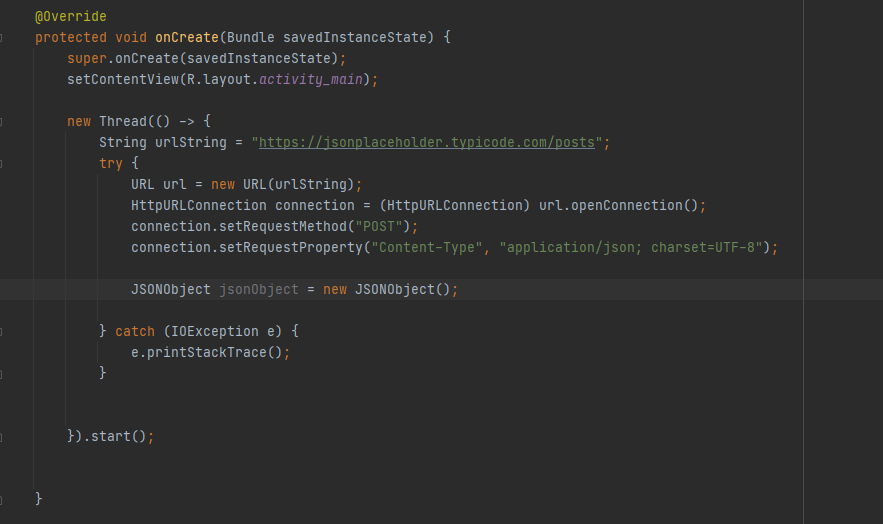 @Override
protected void onCreate(Bundle savedInstanceState) {
super.onCreate(savedInstanceState);
setContentView(R.layout.activity_main);
new Thread(() -> {
String urlString = "https://jsonplaceholder.typicode.com/posts";
try {
URL url = new URL(urlString);
HttpURLConnection connection = (HttpURLConnection) url.openConnection();
connection.setRequestMethod("POST");
connection.setRequestProperty("Content-Type", "application/json; charset=UTF-8");
JSONObject jsonObject = new JSONObject();
} catch (IOException e) {
e.printStackTrace();
}
}).start();
}